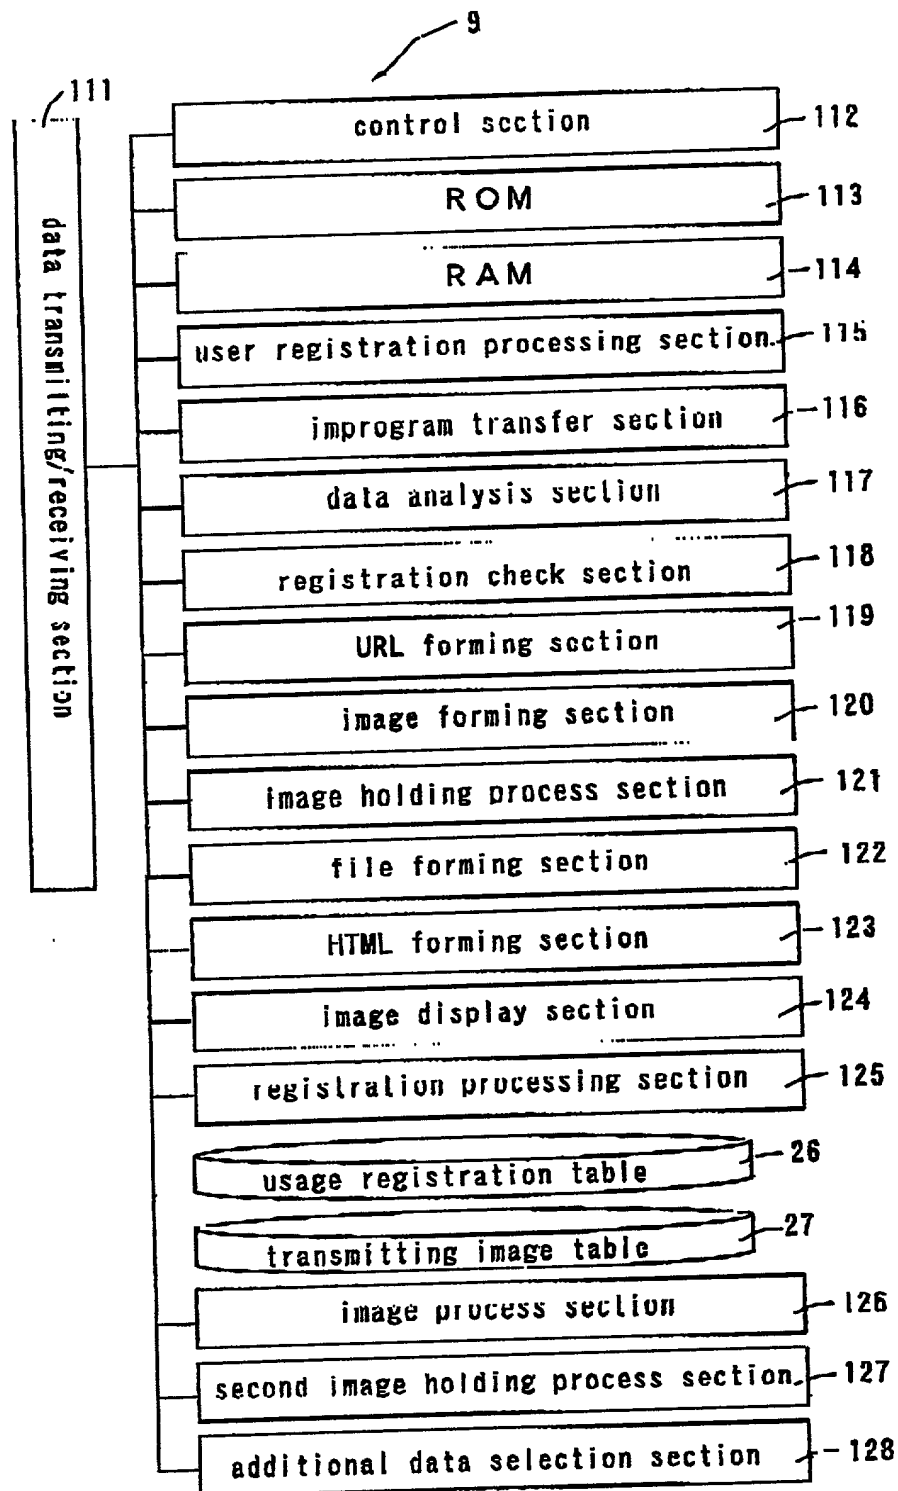 9
111
data transmitting/receiving section
control section
112
ROM
113
RAM
114
user registration processing section
115
improgram transfer section
116
data analysis section
117
registration check section
118
URL forming section
119
image forming section
120
image holding process section
121
file forming section
122
HTML forming section
123
image display section
124
registration processing section
125
usage registration table
26
transmitting image table
27
image process section
126
second image holding process section
127
additional data selection section
128